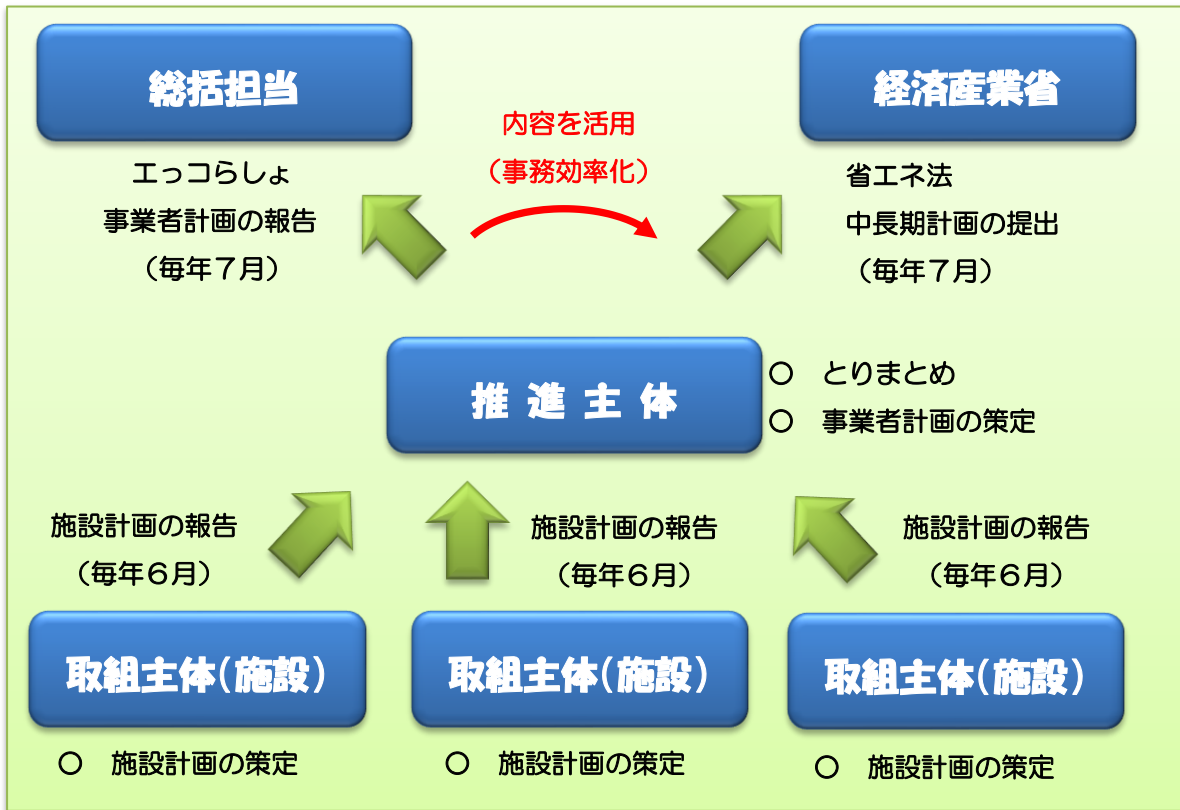 総括担当
経済産業省
内容を活用
（事務効率化）
エっコらしょ
事業者計画の報告
（毎年７月）
省エネ法
中長期計画の提出
（毎年７月）
推 進 主 体
○　とりまとめ
○　事業者計画の策定
施設計画の報告
（毎年６月）
施設計画の報告
（毎年６月）
施設計画の報告
（毎年６月）
取組主体（施設）
取組主体（施設）
取組主体（施設）
○　施設計画の策定
○　施設計画の策定
○　施設計画の策定